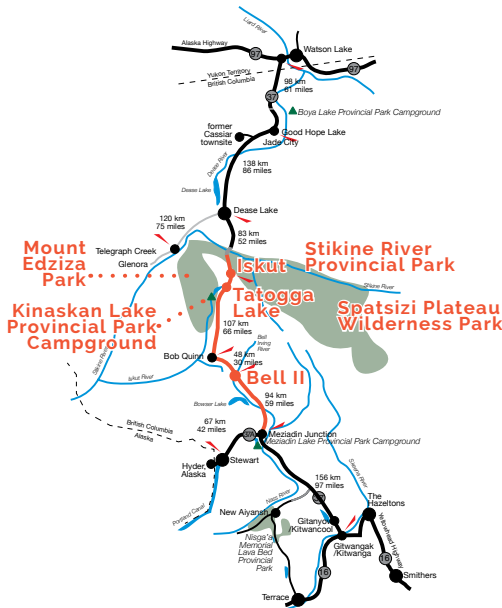 Liard River
Alaska Highway
97
Watson Lake
97
Yukon Territory
British Columbia
98 km
61 miles
37
Boya Lake Provincial Park Campground
former
Cassiar
townsite
Good Hope Lake
Jade City
Dease River
138 km
86 miles
Dease Lake
Dease Lake
120 km
75 miles
83 km
52 miles
Telegraph Creek
Glenora
Mount
Edziza
Park
Iskut
Stikine River
Provincial Park
Stikine River
Tatogga
Lake
Kinaskan Lake
Provincial Park
Campground
Spatsizi Plateau
Wilderness Park
107 km
66 miles
Bell
Irving
River
Bob Quinn
48 km
30 miles
Stikine River
Iskut River
Bell II
Bowser Lake
94 km
59 miles
British Columbia
Alaska
67 km
42 miles
37A
Meziadin Junction
Meziadin Lake Provincial Park Campground
Stewart
Hyder,
Alaska
Skeena River
156 km
97 miles
Portland Canal
Nass River
New Aiyansh
The
Hazeltons
Gitanyow
/Kitwancool
Nisga'a
Memorial
Lava Bed
Provincial
Park
Gitwangak
/Kitwanga
Yellowhead Highway
16
16
Smithers
Terrace